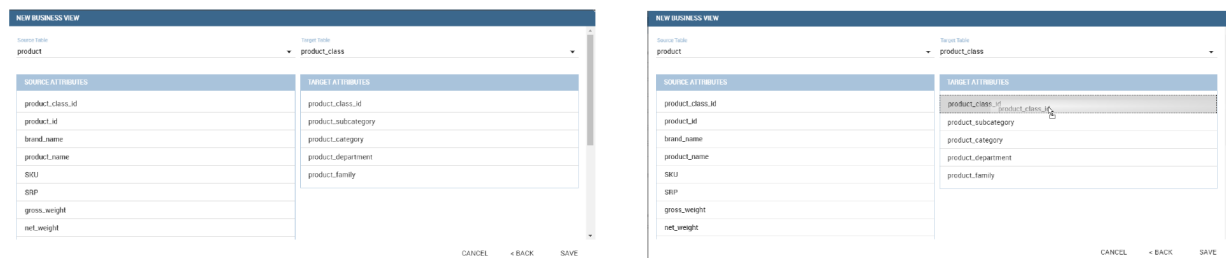 NEW BUSINESS VIEW
Source Table
Target Table
product
product_class
SOURCE ATTRIBUTES
TARGET ATTRIBUTES
product_class_id
product_class_id
product_id
product_subcategory
brand_name
product_category
product_name
product_department
SKU
product_family
SRP
gross_weight
net_weight
CANCEL
< BACK
SAVE
NEW BUSINESS VIEW
Source Table
Target Table
product
product_class
SOURCE ATTRIBUTES
TARGET ATTRIBUTES
product_class_id
product_class_id
product_class_id
product_id
product_subcategory
brand_name
product_category
product_name
product_department
SKU
product_family
SRP
gross_weight
net_weight
CANCEL
< BACK
SAVE